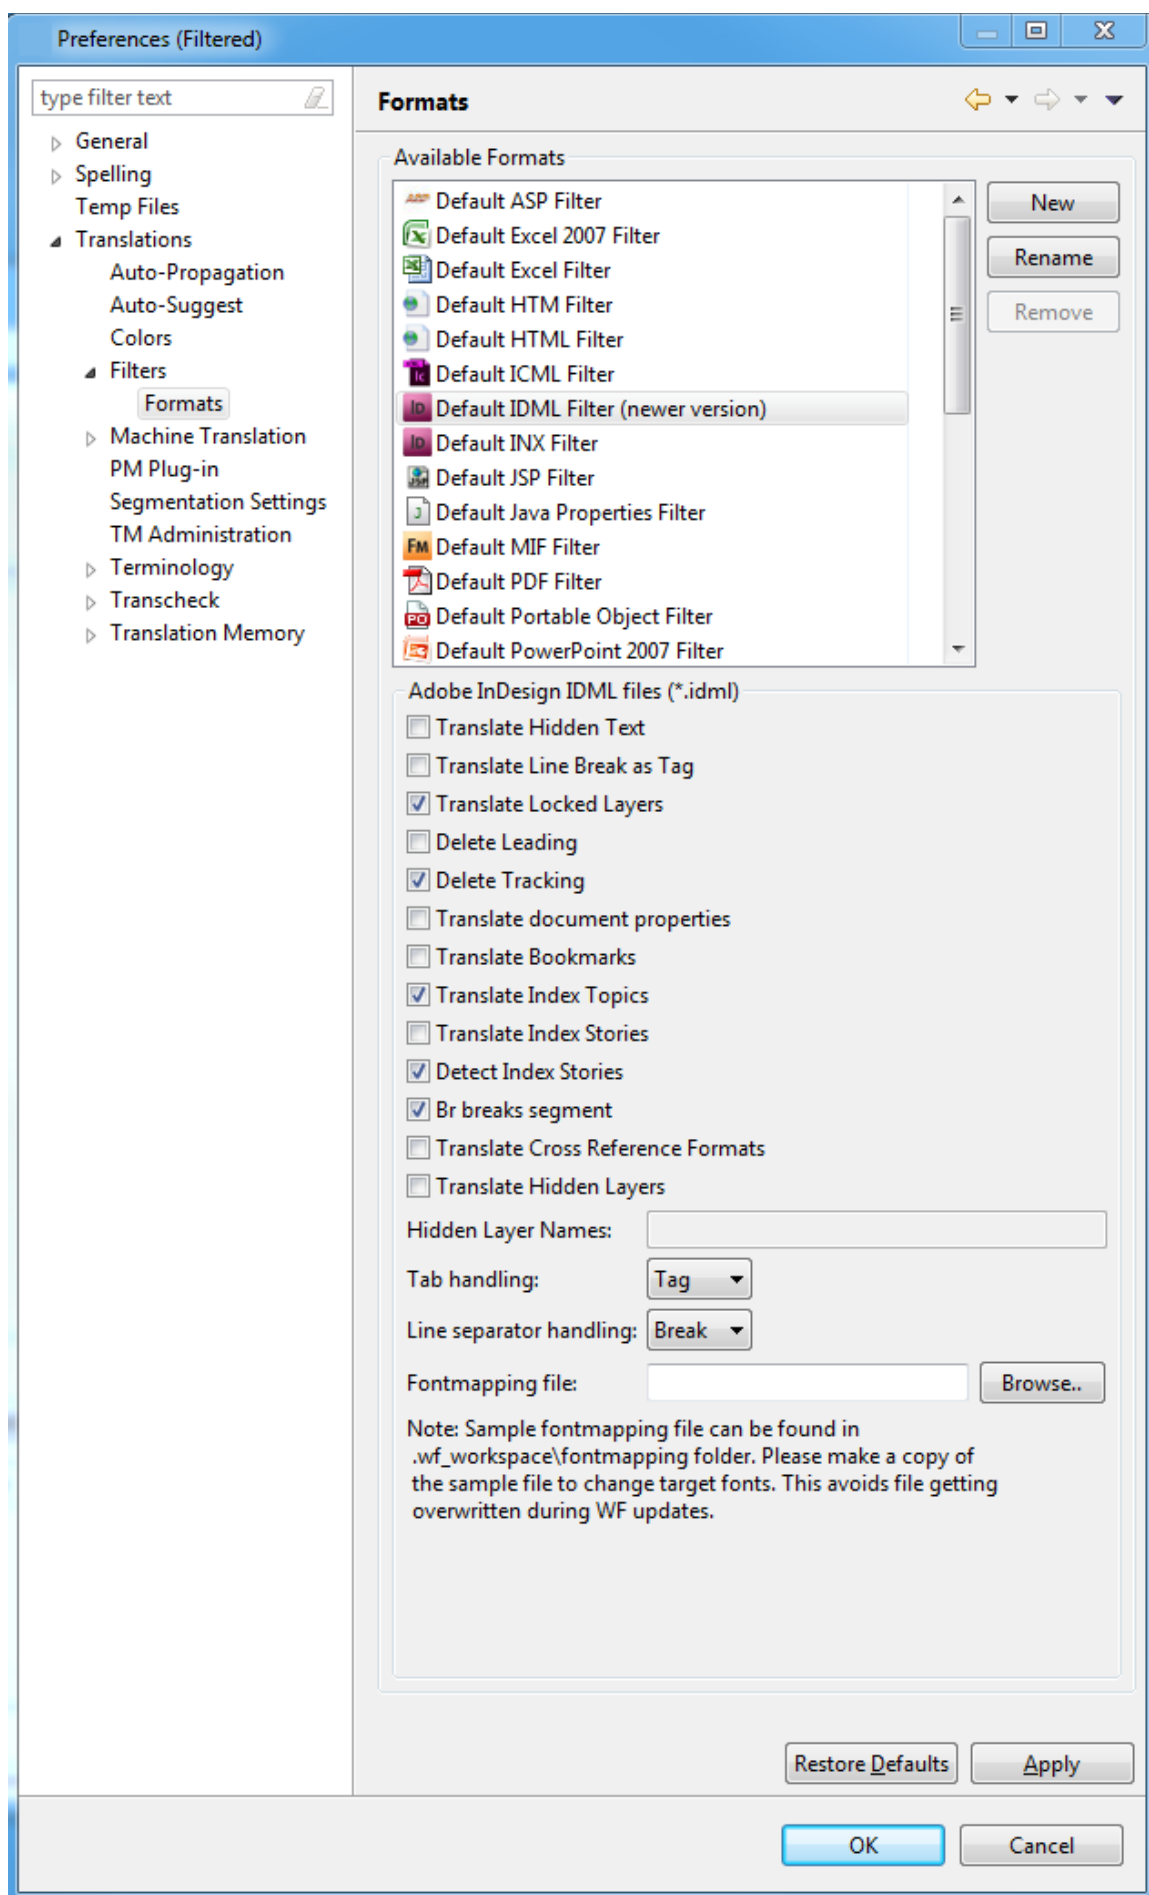 Preferences (Filtered)
type filter text
General
Spelling
Temp Files
Translations
Auto-Propagation
Auto-Suggest
Colors
Filters
Formats
Machine Translation
PM Plug-in
Segmentation Settings
TM Administration
Terminology
Transcheck
Translation Memory
Formats
Available Formats
Default ASP Filter
Default Excel 2007 Filter
Default Excel Filter
Default HTM Filter
Default HTML Filter
Default ICML Filter
Default IDML Filter (newer version)
Default INX Filter
Default JSP Filter
Default Java Properties Filter
Default MIF Filter
Default PDF Filter
Default Portable Object Filter
Default PowerPoint 2007 Filter
New
Rename
Remove
Adobe InDesign IDML files (*.idml)
Translate Hidden Text
Translate Line Break as Tag
Translate Locked Layers
Delete Leading
Delete Tracking
Translate document properties
Translate Bookmarks
Translate Index Topics
Translate Index Stories
Detect Index Stories
Br breaks segment
Translate Cross Reference Formats
Translate Hidden Layers
Hidden Layer Names:
Tab handling: Tag
Line separator handling: Break
Fontmapping file: Browse..
Note: Sample fontmapping file can be found in
.wf_workspace\fontmapping folder. Please make a copy of
the sample file to change target fonts. This avoids file getting
overwritten during WF updates.
Restore Defaults Apply
OK Cancel